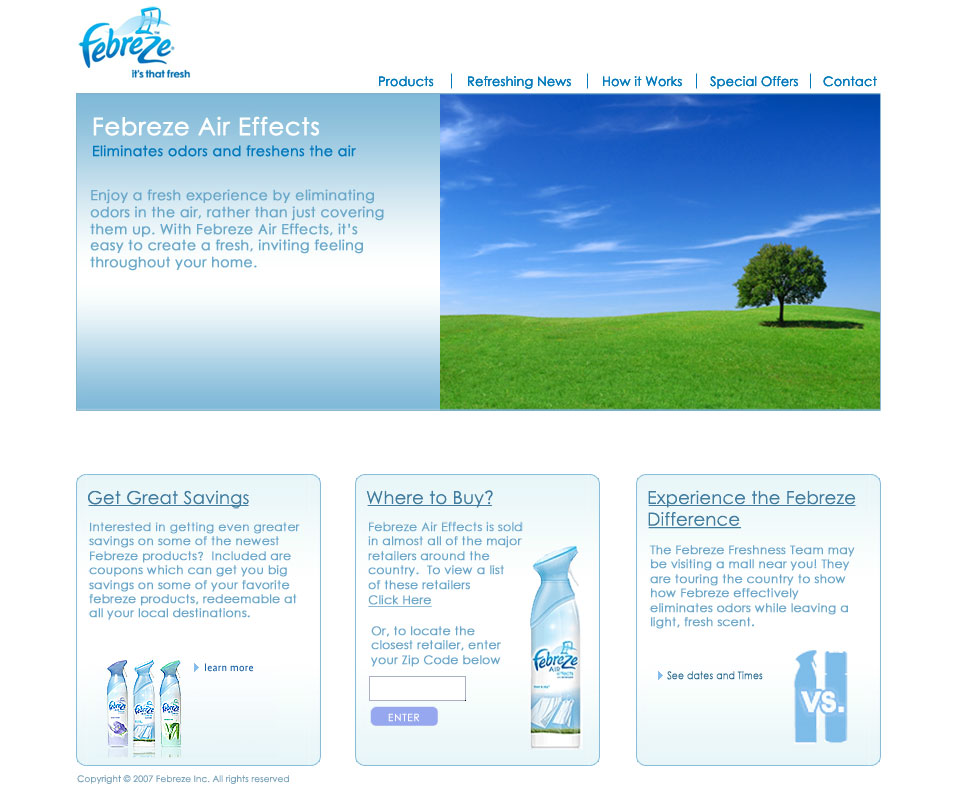 Febreze
it's that fresh
Products | Refreshing News | How it Works | Special Offers | Contact
Febreze Air Effects
Eliminates odors and freshens the air
Enjoy a fresh experience by eliminating
odors in the air, rather than just covering
them up. With Febreze Air Effects, it's
easy to create a fresh, inviting feeling
throughout your home.
Get Great Savings
Interested in getting even greater
savings on some of the newest
Febreze products?  Included are
coupons which can get you big
savings on some of your favorite
febreze products, redeemable at
all your local destinations.
learn more
Febreze
Febreze
Febreze
Where to Buy?
Febreze Air Effects is sold
in almost all of the major
retailers around the
country.  To view a list
of these retailers
Click Here
Or, to locate the
closest retailer, enter
your Zip Code below
ENTER
Febreze
AIR
effects
Experience the Febreze
Difference
The Febreze Freshness Team may
be visiting a mall near you! They
are touring the country to show
how Febreze effectively
eliminates odors while leaving a
light, fresh scent.
See dates and Times
VS.
Copyright © 2007 Febreze Inc. All rights reserved